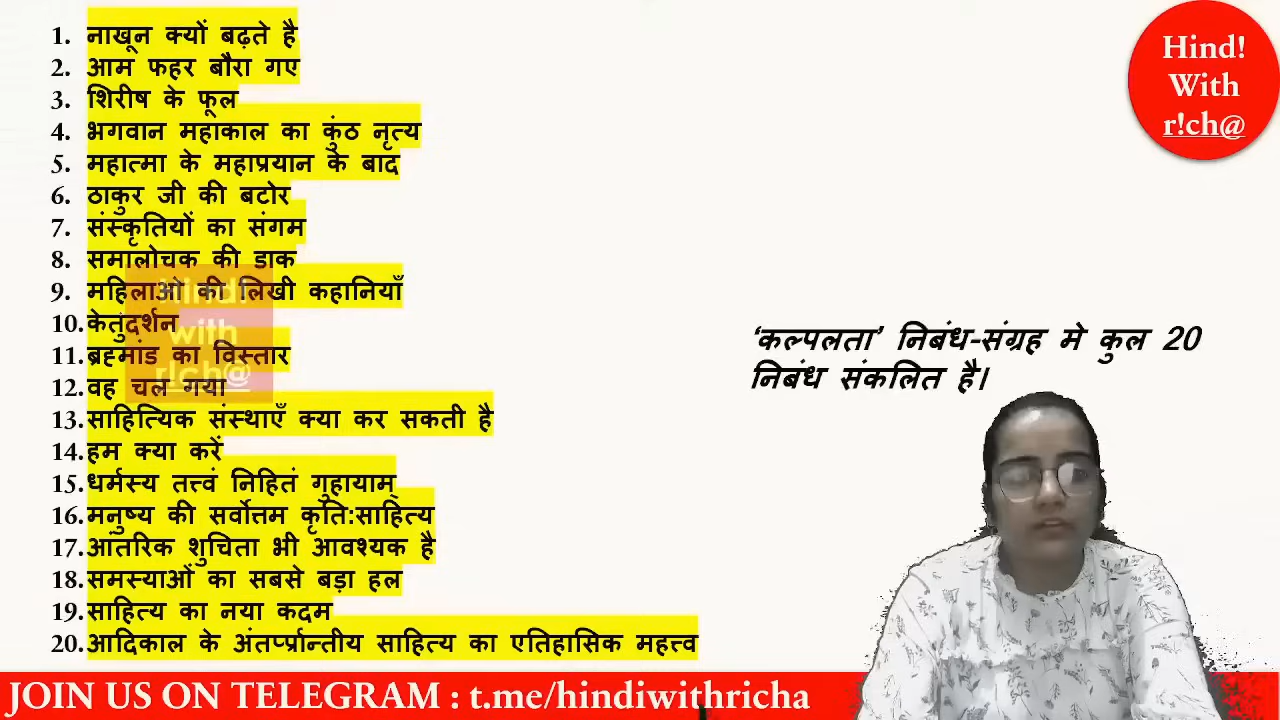 1. नाखून क्यों बढ़ते है
2. आम फहर बौरा गए
3. शिरीष के फूल
4. भगवान महाकाल का कुंठ नृत्य
5. महात्मा के महाप्रयान के बाद
6. ठाकुर जी की बटोर
7. संस्कृतियों का संगम
8. समालोचक की डाक
9. महिलाओ की लिखी कहानियाँ
10. केतुदर्शन
11. ब्रह्मांड का विस्तार
12. वह चल गया
13. साहित्यिक संस्थाएँ क्या कर सकती है
14. हम क्या करें
15. धर्मस्य तत्त्वं निहितं गुहायाम्
16. मनुष्य की सर्वोत्तम कृति:साहित्य
17. आंतरिक शुचिता भी आवश्यक है
18. समस्याओं का सबसे बड़ा हल
19. साहित्य का नया कदम
20. आदिकाल के अंतर्प्रान्तीय साहित्य का एतिहासिक महत्त्व
‘कल्पलता’ निबंध-संग्रह मे कुल 20
निबंध संकलित है।
Hind!
With
r!ch@
Hindi
with
r!ch@
JOIN US ON TELEGRAM : t.me/hindiwithricha